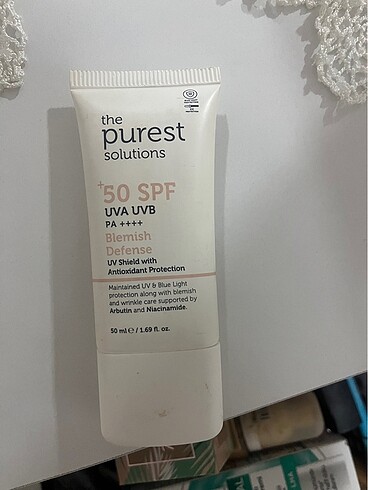 the
purest
solutions
+50 SPF
UVA UVB
PA ++++
Blemish
Defense
UV Shield with
Antioxidant Protection
Maintained UV & Blue Light
protection along with blemish
and wrinkle care supported by
Arbutin and Niacinamide.
50 ml ℮ / 1.69 fl. oz.